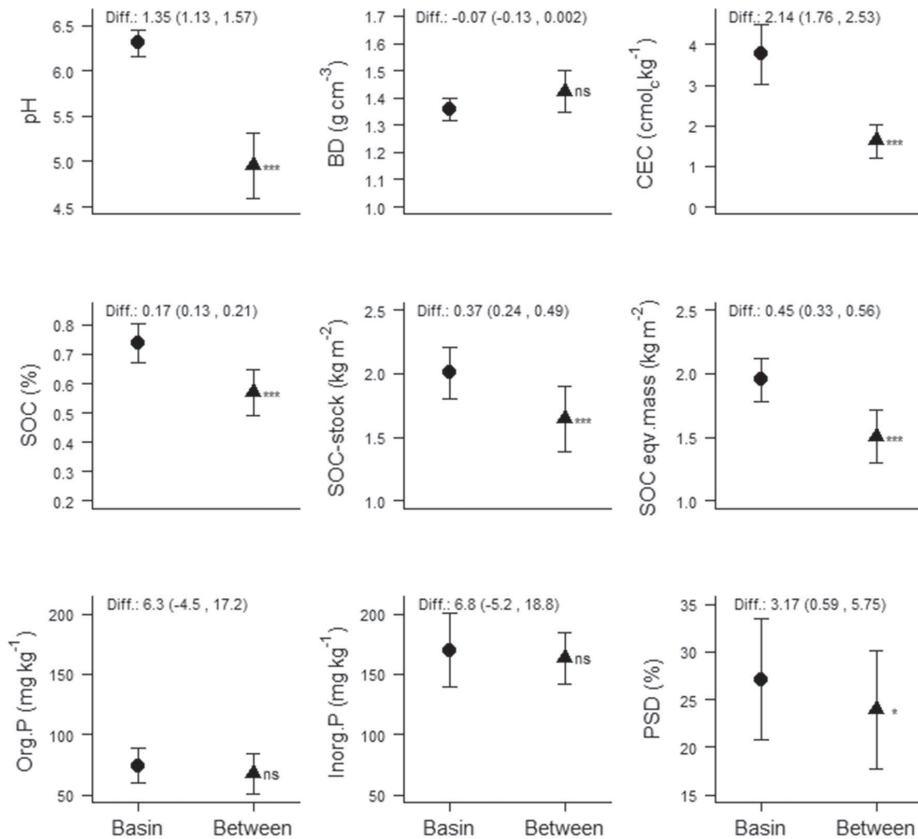 Diff.: 1.35 (1.13 , 1.57)
pH
6.5
6.0
5.5
5.0
4.5
***
Diff.: -0.07 (-0.13 , 0.002)
BD (g cm⁻³)
1.7
1.6
1.5
1.4
1.3
1.2
1.1
1.0
ns
Diff.: 2.14 (1.76 , 2.53)
CEC (cmol꜀kg⁻¹)
4
3
2
1
0
***
Diff.: 0.17 (0.13 , 0.21)
SOC (%)
0.8
0.7
0.6
0.5
0.4
0.3
0.2
***
Diff.: 0.37 (0.24 , 0.49)
SOC-stock (kg m⁻²)
2.5
2.0
1.5
1.0
***
Diff.: 0.45 (0.33 , 0.56)
SOC eqv.mass (kg m⁻²)
2.5
2.0
1.5
1.0
***
Diff.: 6.3 (-4.5 , 17.2)
Org.P (mg kg⁻¹)
200
150
100
50
ns
Basin Between
Diff.: 6.8 (-5.2 , 18.8)
Inorg.P (mg kg⁻¹)
200
150
100
50
ns
Basin Between
Diff.: 3.17 (0.59 , 5.75)
PSD (%)
35
30
25
20
15
*
Basin Between